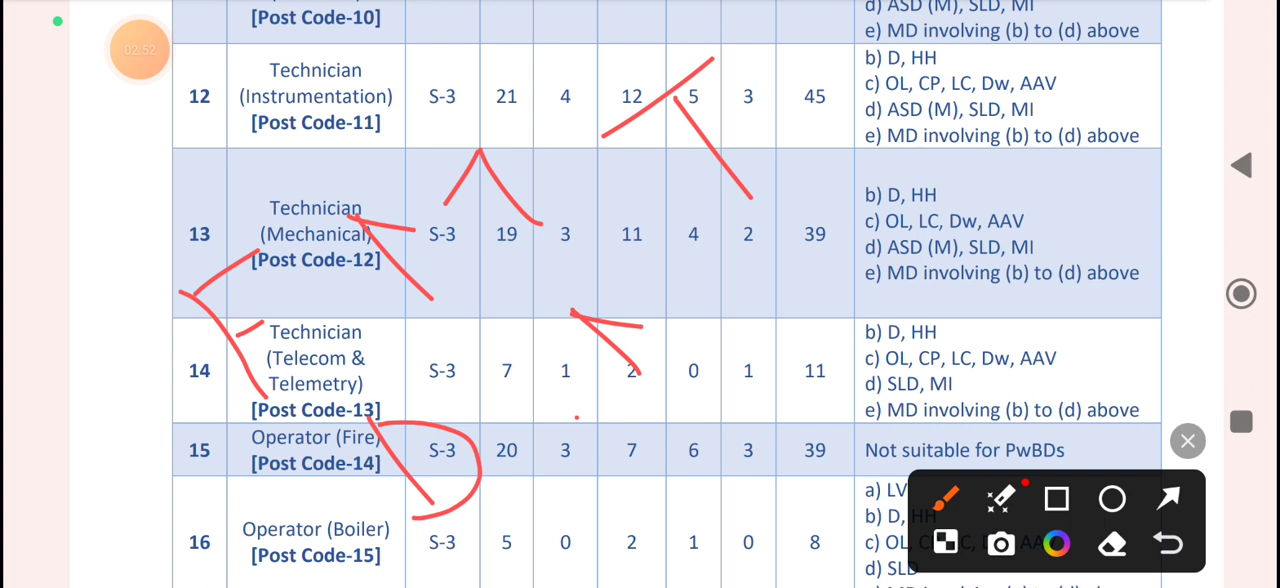 [Post Code-10]
d) ASD (M), SLD, MI
e) MD involving (b) to (d) above
02:52
12 Technician (Instrumentation) [Post Code-11] S-3 21 4 12 5 3 45
b) D, HH
c) OL, CP, LC, Dw, AAV
d) ASD (M), SLD, MI
e) MD involving (b) to (d) above
13 Technician (Mechanical) [Post Code-12] S-3 19 3 11 4 2 39
b) D, HH
c) OL, LC, Dw, AAV
d) ASD (M), SLD, MI
e) MD involving (b) to (d) above
14 Technician (Telecom & Telemetry) [Post Code-13] S-3 7 1 2 0 1 11
b) D, HH
c) OL, CP, LC, Dw, AAV
d) SLD, MI
e) MD involving (b) to (d) above
15 Operator (Fire) [Post Code-14] S-3 20 3 7 6 3 39 Not suitable for PwBDs
16 Operator (Boiler) [Post Code-15] S-3 5 0 2 1 0 8
a) LV
b) D, HH
c) OL,
d) SLD